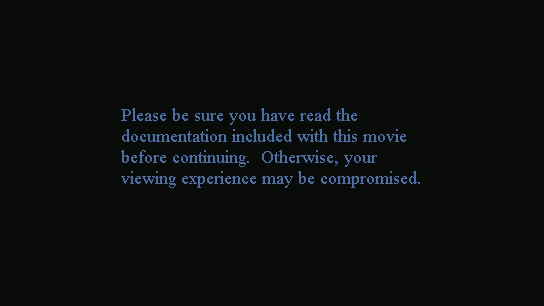 Please be sure you have read the
documentation included with this movie
before continuing.  Otherwise, your
viewing experience may be compromised.